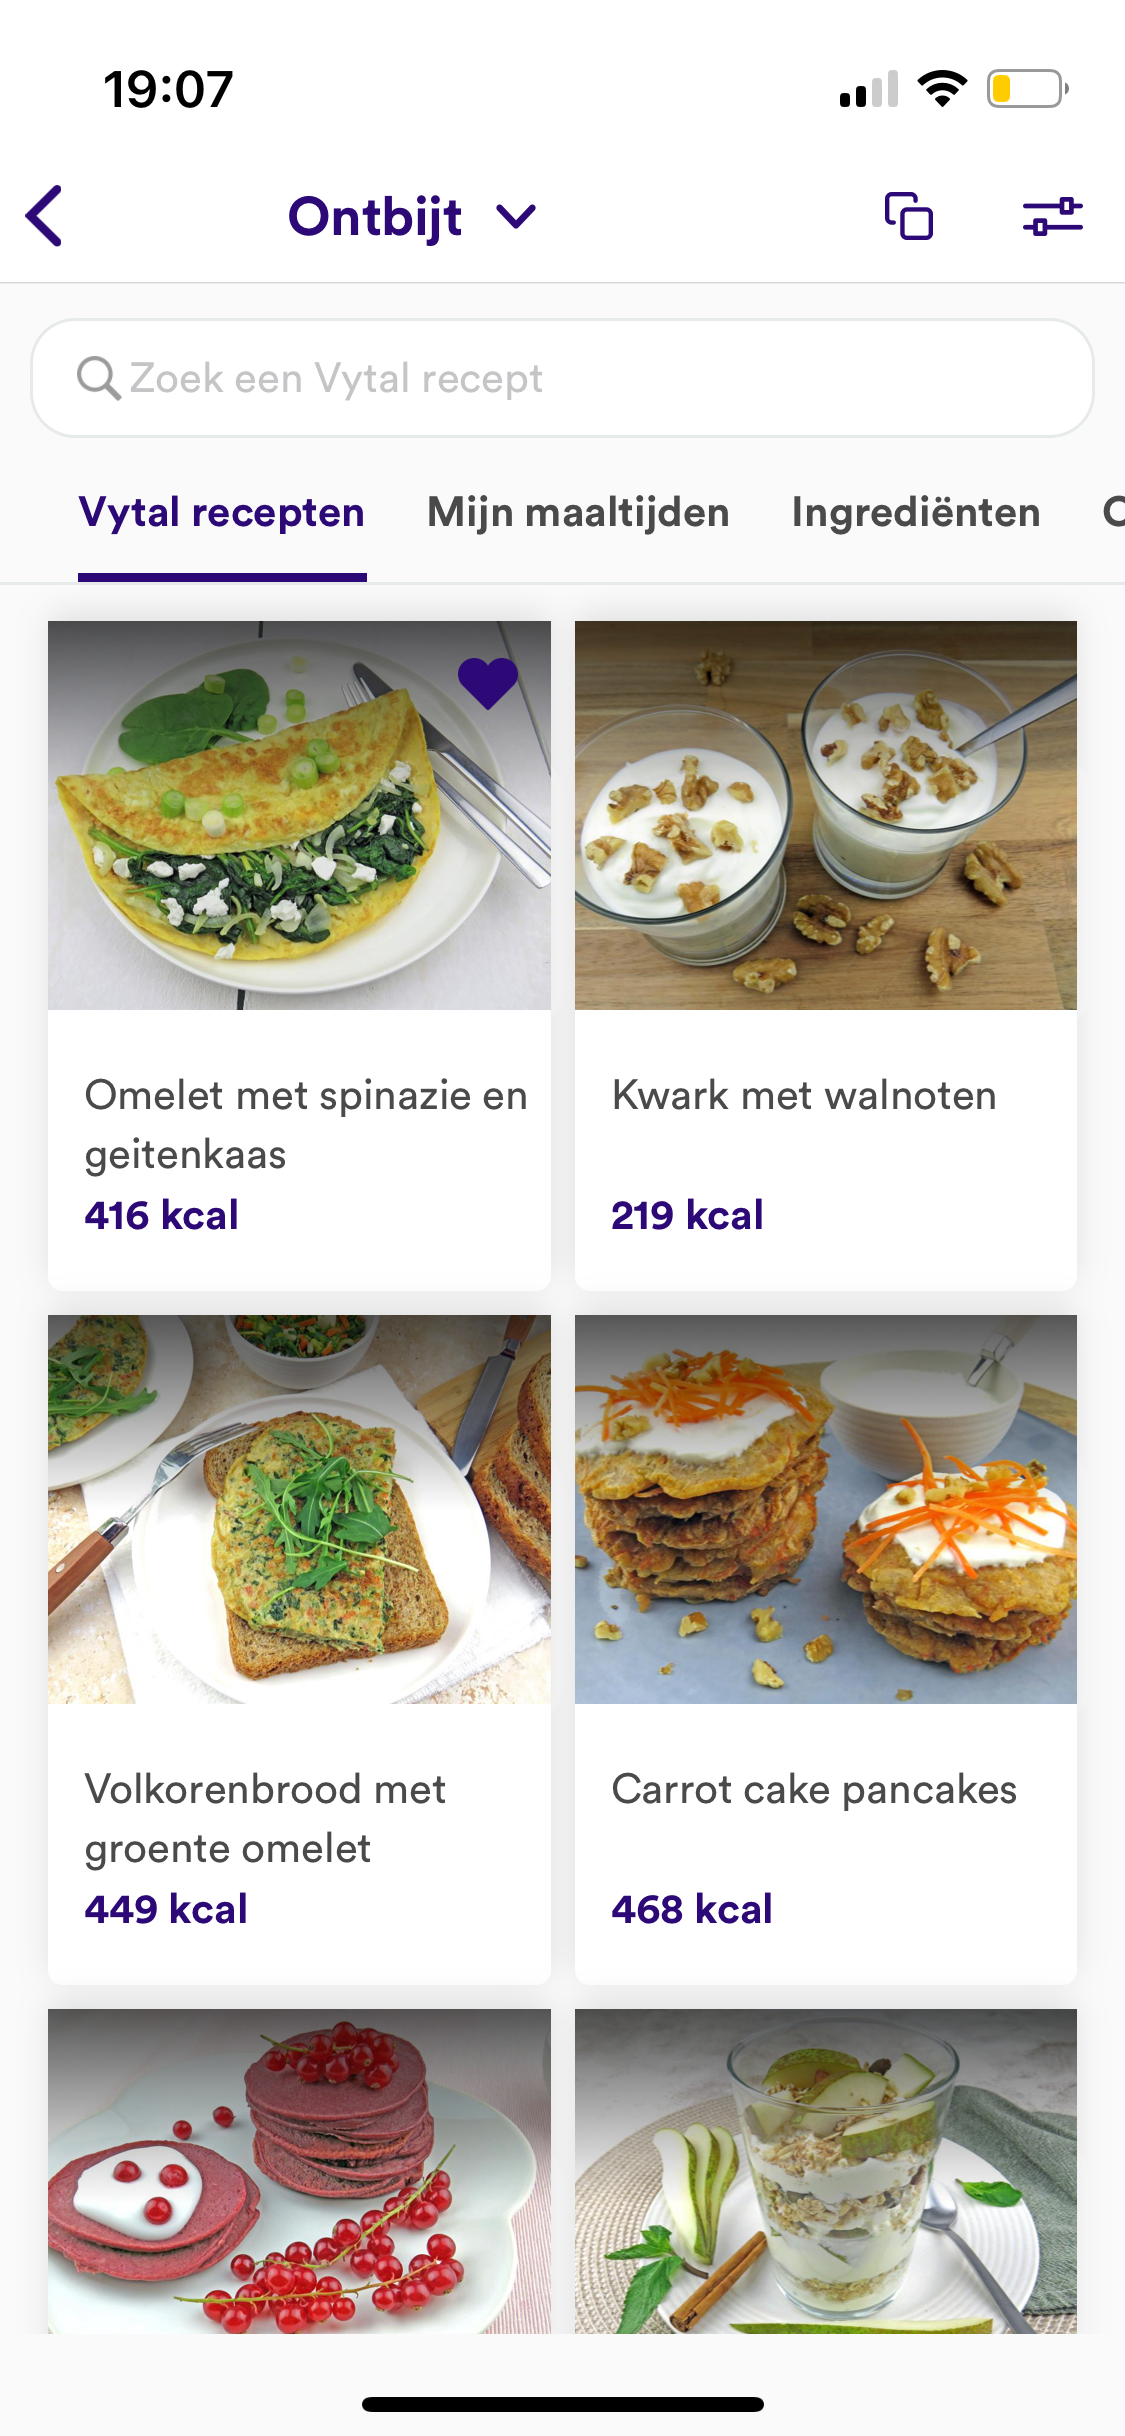 19:07
Ontbijt
Zoek een Vytal recept
Vytal recepten Mijn maaltijden Ingrediënten
Omelet met spinazie en
geitenkaas
416 kcal
Kwark met walnoten
219 kcal
Volkorenbrood met
groente omelet
449 kcal
Carrot cake pancakes
468 kcal